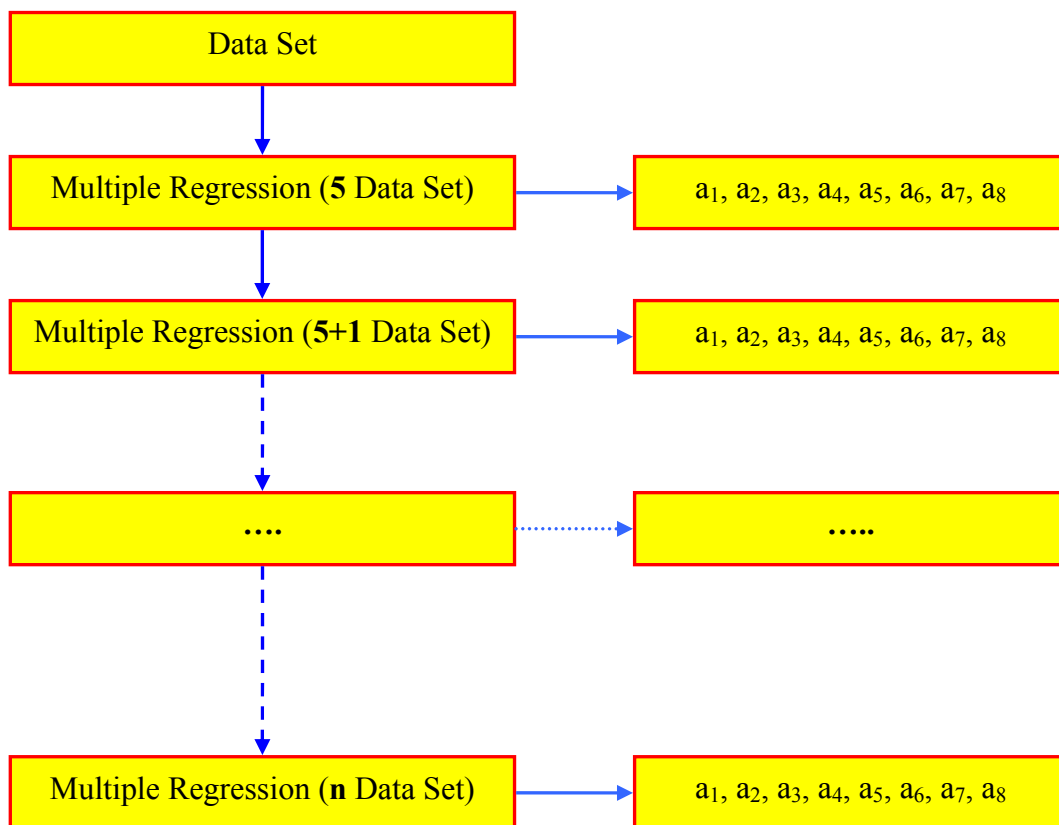 Data Set
Multiple Regression (5 Data Set)
a₁, a₂, a₃, a₄, a₅, a₆, a₇, a₈
Multiple Regression (5+1 Data Set)
a₁, a₂, a₃, a₄, a₅, a₆, a₇, a₈
….
…..
Multiple Regression (n Data Set)
a₁, a₂, a₃, a₄, a₅, a₆, a₇, a₈